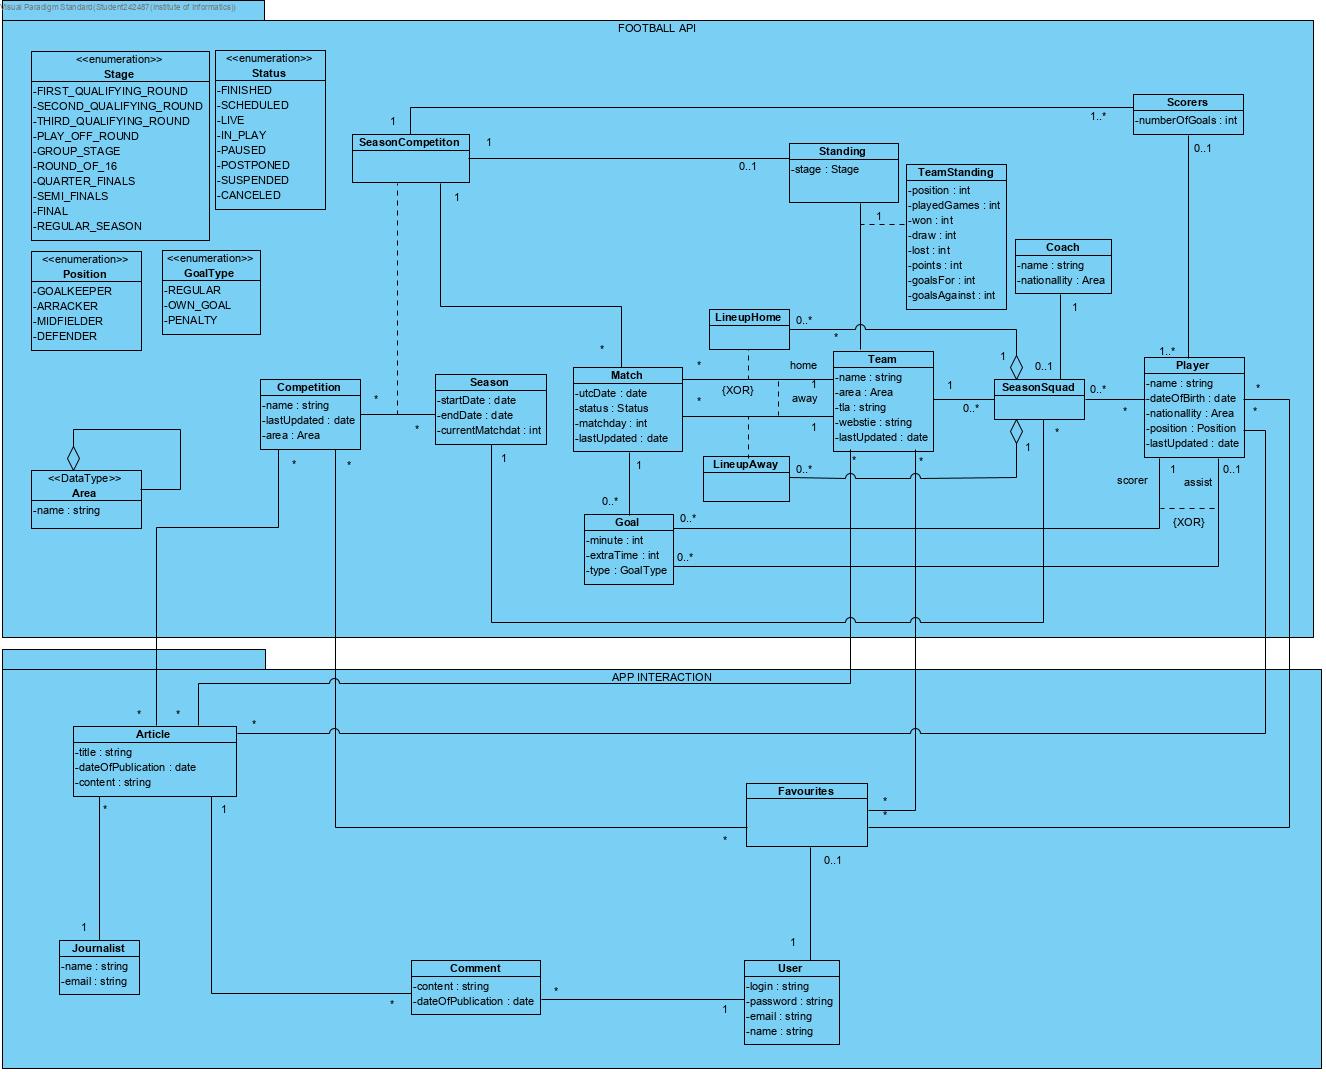 Visual Paradigm Standard(Student242487(Institute of Informatics))
FOOTBALL API
<<enumeration>>
Stage
-FIRST_QUALIFYING_ROUND
-SECOND_QUALIFYING_ROUND
-THIRD_QUALIFYING_ROUND
-PLAY_OFF_ROUND
-GROUP_STAGE
-ROUND_OF_16
-QUARTER_FINALS
-SEMI_FINALS
-FINAL
-REGULAR_SEASON
<<enumeration>>
Status
-FINISHED
-SCHEDULED
-LIVE
-IN_PLAY
-PAUSED
-POSTPONED
-SUSPENDED
-CANCELED
<<enumeration>>
Position
-GOALKEEPER
-ARRACKER
-MIDFIELDER
-DEFENDER
<<enumeration>>
GoalType
-REGULAR
-OWN_GOAL
-PENALTY
1
SeasonCompetiton
1
1
1..*
Scorers
-numberOfGoals : int
0..1
0..1
Standing
-stage : Stage
1
TeamStanding
-position : int
-playedGames : int
-won : int
-draw : int
-lost : int
-points : int
-goalsFor : int
-goalsAgainst : int
Coach
-name : string
-nationallity : Area
1
0..1
LineupHome
0..*
*
1
1..*
*
Competition
-name : string
-lastUpdated : date
-area : Area
*
*
*
*
Season
-startDate : date
-endDate : date
-currentMatchdat : int
1
Match
-utcDate : date
-status : Status
-matchday : int
-lastUpdated : date
1
*
*
{XOR}
home
1
away
1
Team
-name : string
-area : Area
-tla : string
-webstie : string
-lastUpdated : date
*
*
1
0..*
SeasonSquad
0..*
*
*
1
Player
-name : string
-dateOfBirth : date
-nationallity : Area
-position : Position
-lastUpdated : date
*
*
LineupAway
0..*
<<DataType>>
Area
-name : string
0..*
Goal
-minute : int
-extraTime : int
-type : GoalType
0..*
0..*
scorer
1
assist
0..1
{XOR}
APP INTERACTION
*
*
*
Article
-title : string
-dateOfPublication : date
-content : string
*
1
Favourites
*
*
*
0..1
1
Journalist
-name : string
-email : string
Comment
-content : string
-dateOfPublication : date
*
*
1
1
User
-login : string
-password : string
-email : string
-name : string